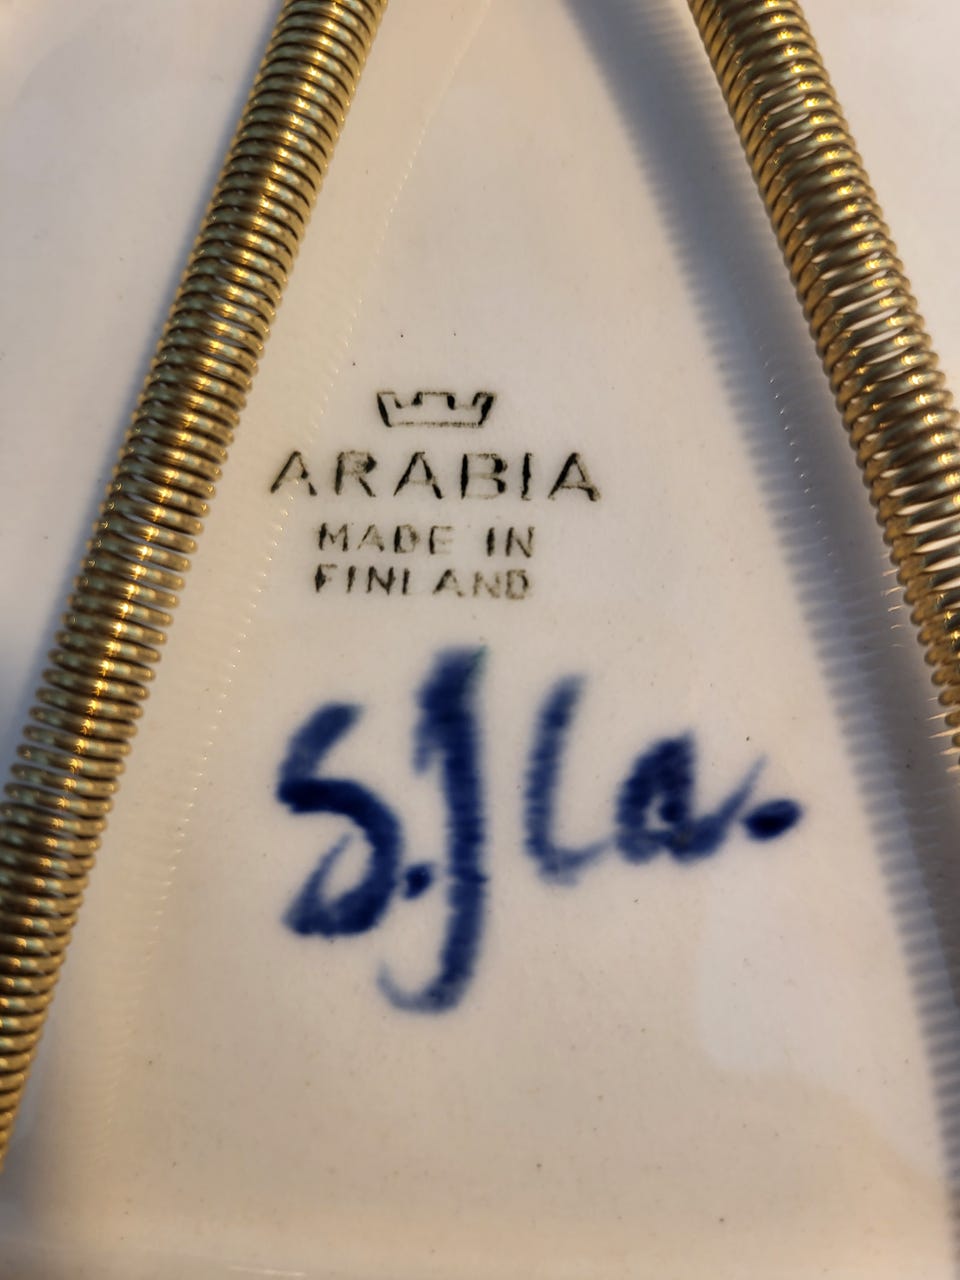 ARABIA
MADE IN
FINLAND
S.J la.